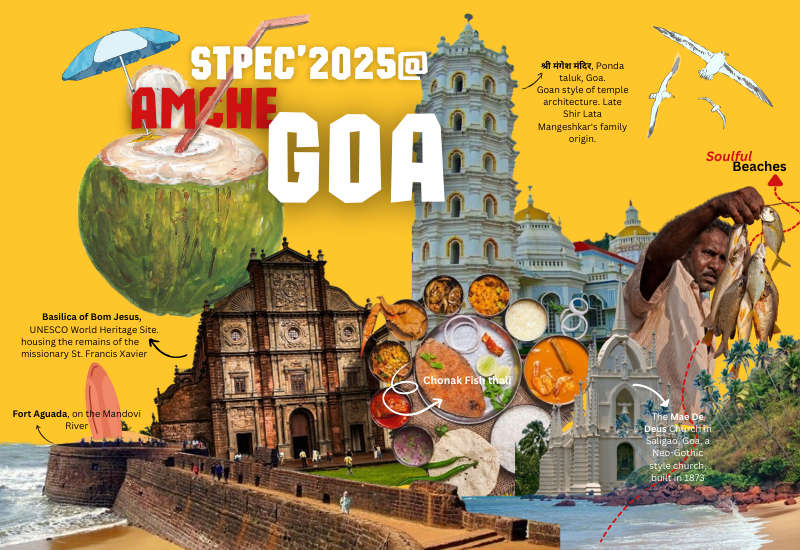 STPEC'2025@
AMCHE
GOA
श्री मंगेश मंदिर, Ponda
taluk, Goa.
Goan style of temple
architecture. Late
Shir Lata
Mangeshkar's family
origin.
Soulful
Beaches
Basilica of Bom Jesus,
UNESCO World Heritage Site.
housing the remains of the
missionary St. Francis Xavier
Chonak Fish thali
Fort Aguada, on the Mandovi
River
The Mae De
Deus Church in
Saligao, Goa, a
Neo-Gothic
style church,
built in 1873